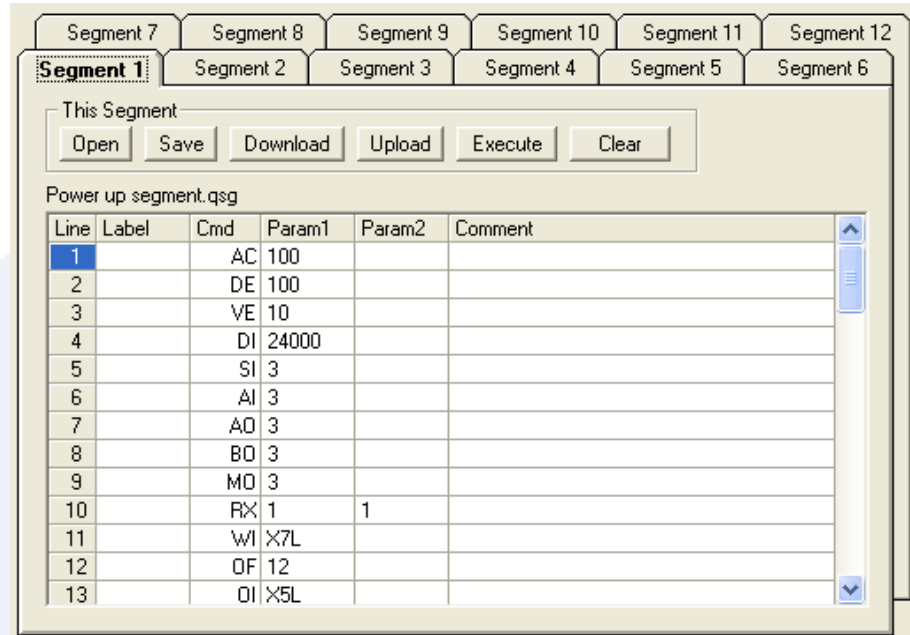 Segment 7 Segment 8 Segment 9 Segment 10 Segment 11 Segment 12
Segment 1 Segment 2 Segment 3 Segment 4 Segment 5 Segment 6
This Segment
Open Save Download Upload Execute Clear
Power up segment.qsg
Line Label Cmd Param1 Param2 Comment
1 AC 100
2 DE 100
3 VE 10
4 DI 24000
5 SI 3
6 AI 3
7 AO 3
8 BO 3
9 MO 3
10 RX 1 1
11 WI X7L
12 OF 12
13 OI X5L